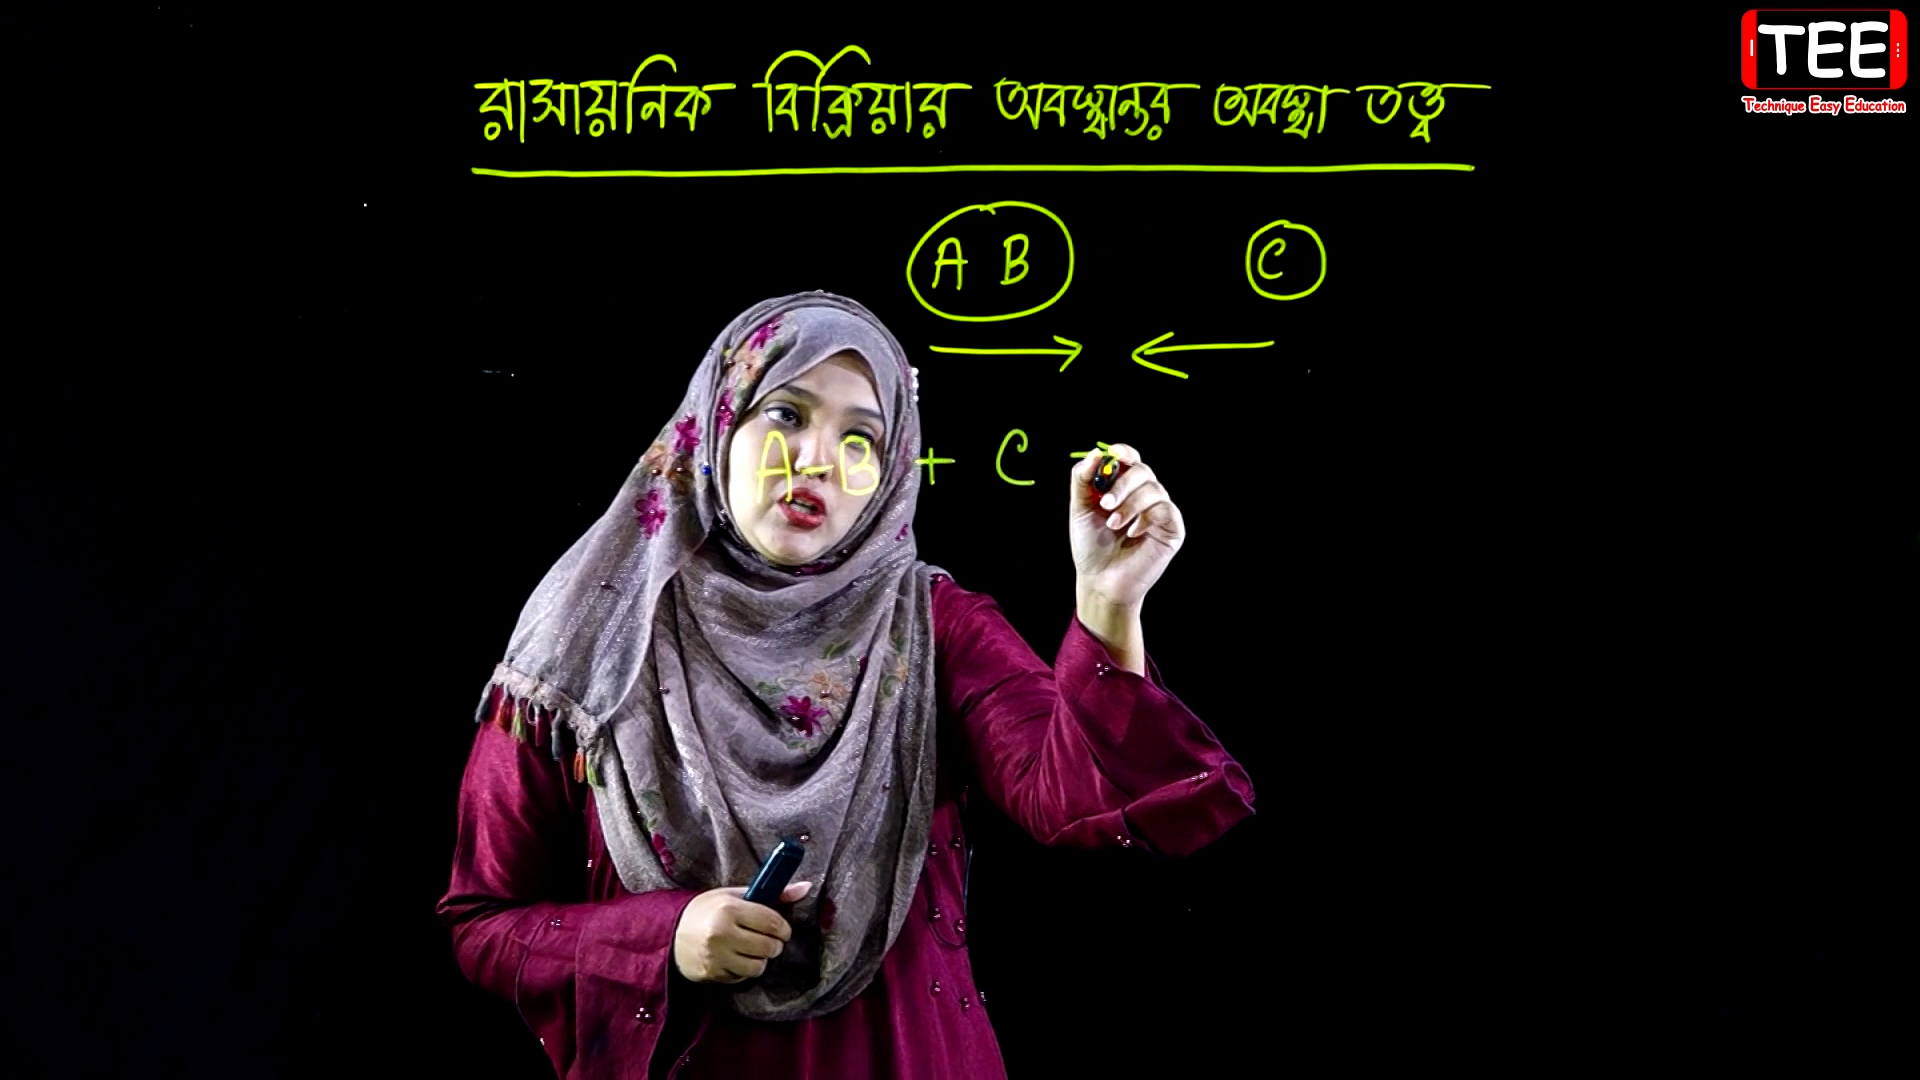 TEE
Technique Easy Education
রাসায়নিক বিক্রিয়ার অবস্থান্তর অবস্থা তত্ত্ব
A B C
A-B + C →